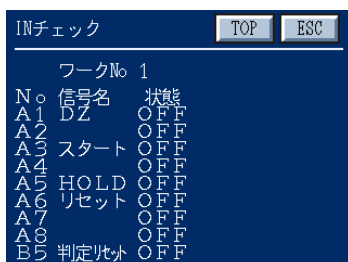 INチェック TOP ESC
ワークNo 1
No 信号名 状態
A1 DZ OFF
A2 OFF
A3 スタート OFF
A4 OFF
A5 HOLD OFF
A6 リセット OFF
A7 OFF
A8 OFF
B5 判定リセット OFF